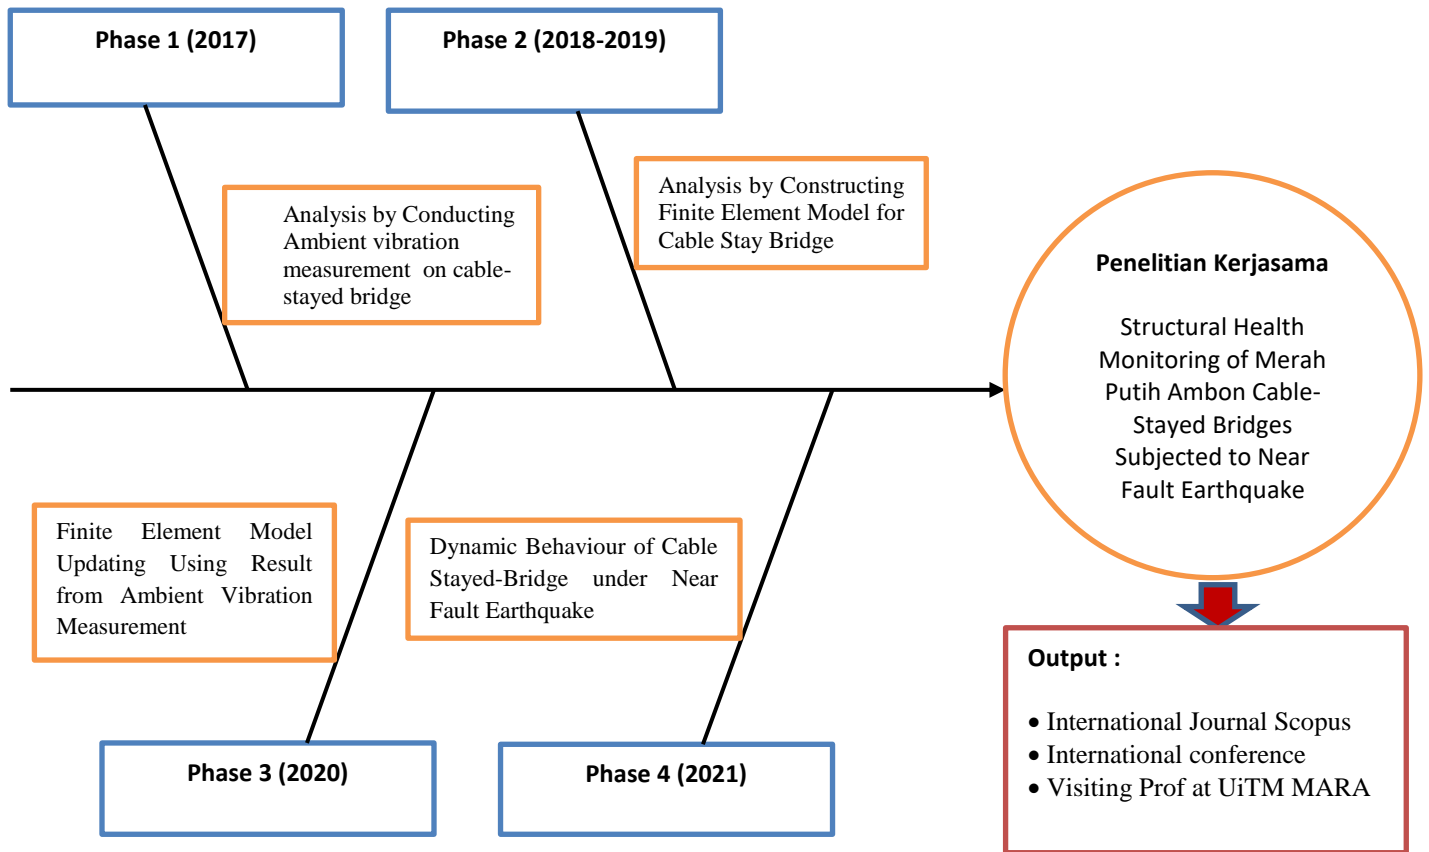 Phase 1 (2017)
Phase 2 (2018-2019)
Analysis by Conducting
Ambient vibration
measurement on cable-
stayed bridge
Analysis by Constructing
Finite Element Model for
Cable Stay Bridge
Penelitian Kerjasama
Structural Health
Monitoring of Merah
Putih Ambon Cable-
Stayed Bridges
Subjected to Near
Fault Earthquake
Finite Element Model
Updating Using Result
from Ambient Vibration
Measurement
Dynamic Behaviour of Cable
Stayed-Bridge under Near
Fault Earthquake
Phase 3 (2020)
Phase 4 (2021)
Output :
• International Journal Scopus
• International conference
• Visiting Prof at UiTM MARA